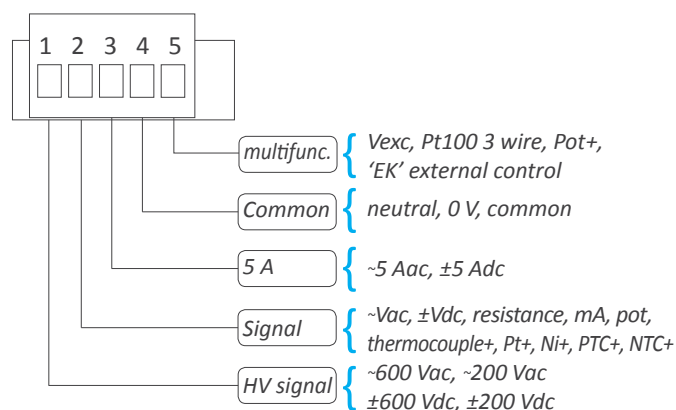 1 2 3 4 5
multifunc.
Vexc, Pt100 3 wire, Pot+,
‘EK’ external control
Common
neutral, 0 V, common
5 A
~5 Aac, ±5 Adc
Signal
~Vac, ±Vdc, resistance, mA, pot,
thermocouple+, Pt+, Ni+, PTC+, NTC+
HV signal
~600 Vac, ~200 Vac
±600 Vdc, ±200 Vdc